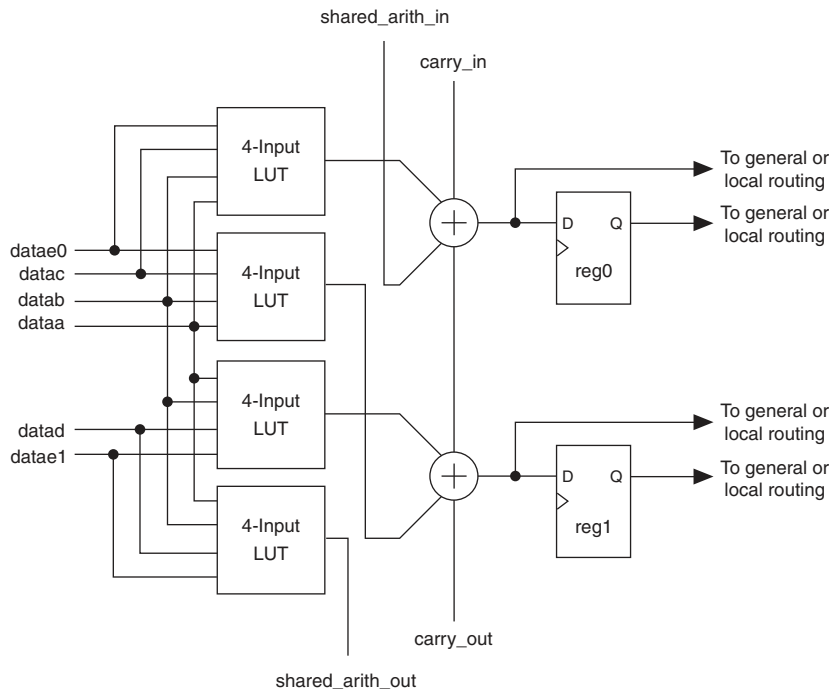 shared_arith_in
carry_in
4-Input
LUT
To general or
local routing
D Q
To general or
local routing
reg0
datae0
4-Input
LUT
datac
datab
dataa
4-Input
LUT
To general or
local routing
datad
datae1
D Q
To general or
local routing
reg1
4-Input
LUT
carry_out
shared_arith_out